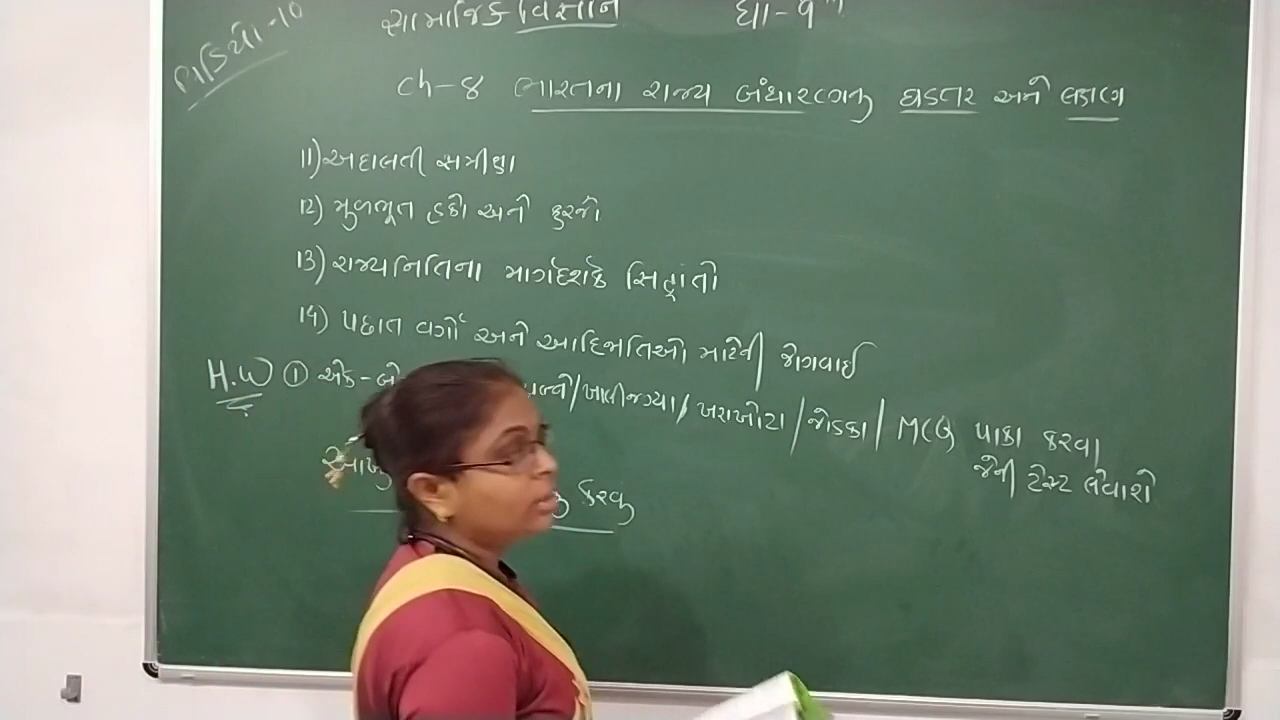 વિડિયો-10
સામાજિક વિજ્ઞાન ધો-9
ch-8 ભારતના રાજ્ય બંધારણનુ ઘડતર અને લક્ષણ
11) અદાલતી સમીક્ષા
12) મુળભૂત હકો અને ફરજો
13) રાજ્યનિતિના માર્ગદર્શક સિદ્ધાંતો
14) પછાત વર્ગો અને આદિજાતિઓ માટેની જોગવાઈ
H.W ① એક-બે /ખાલીજગ્યા/ ખરાખોટા /જોડકા/ MCQ પાકા કરવા
જેની ટેસ્ટ લેવાશે
કરવુ